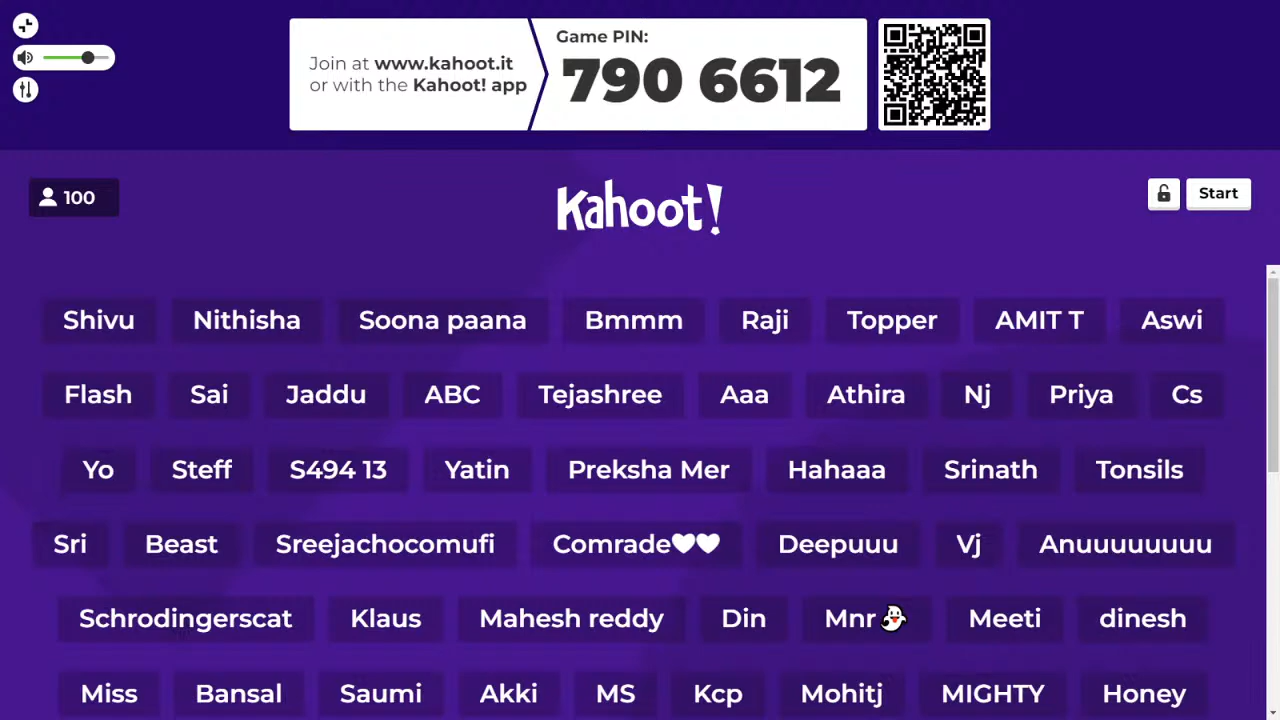 Join at www.kahoot.it
or with the Kahoot! app
Game PIN:
790 6612
100
Kahoot!
Start
Shivu Nithisha Soona paana Bmmm Raji Topper AMIT T Aswi
Flash Sai Jaddu ABC Tejashree Aaa Athira Nj Priya Cs
Yo Steff S494 13 Yatin Preksha Mer Hahaaa Srinath Tonsils
Sri Beast Sreejachocomufi Comrade🤍🤍 Deepuuu Vj Anuuuuuuuu
Schrodingerscat Klaus Mahesh reddy Din Mnr👻 Meeti dinesh
Miss Bansal Saumi Akki MS Kcp Mohitj MIGHTY Honey